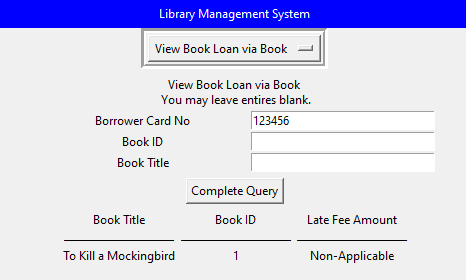 Library Management System
View Book Loan via Book
View Book Loan via Book
You may leave entires blank.
Borrower Card No 123456
Book ID
Book Title
Complete Query
Book Title Book ID Late Fee Amount
To Kill a Mockingbird 1 Non-Applicable